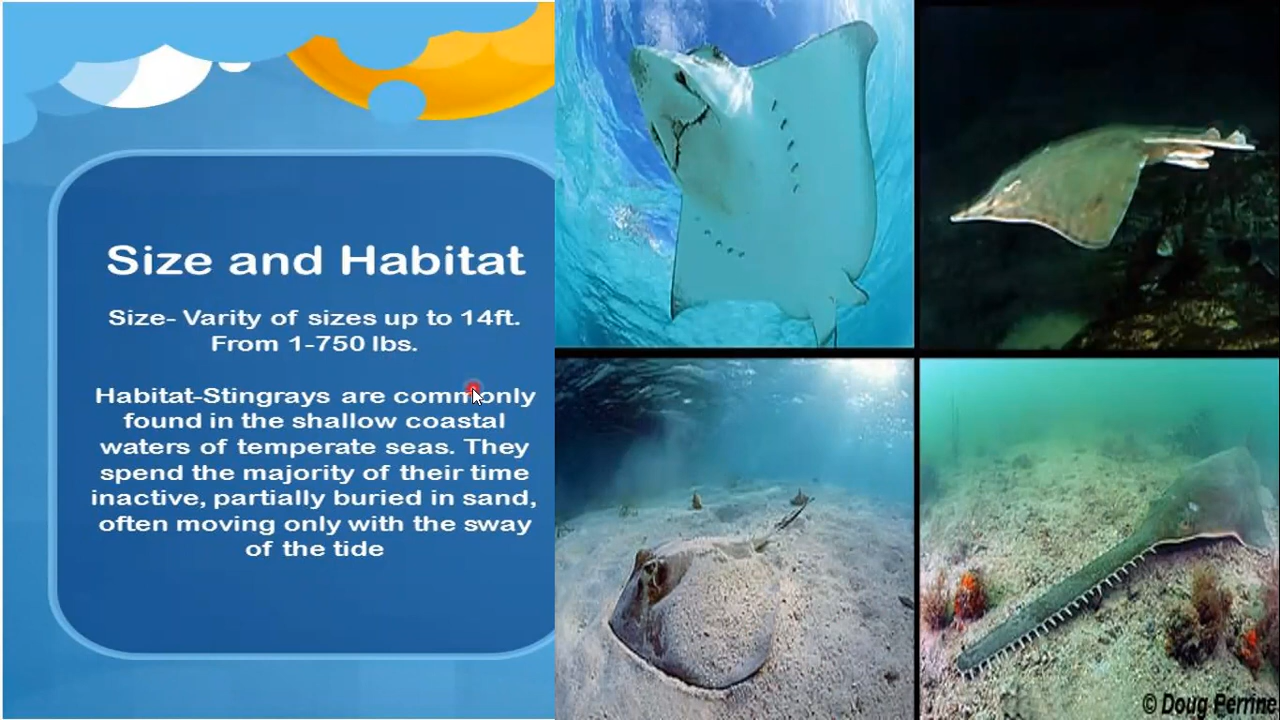 Size and Habitat
Size- Varity of sizes up to 14ft.
From 1-750 lbs.
Habitat-Stingrays are commonly
found in the shallow coastal
waters of temperate seas. They
spend the majority of their time
inactive, partially buried in sand,
often moving only with the sway
of the tide
© Doug Perrine